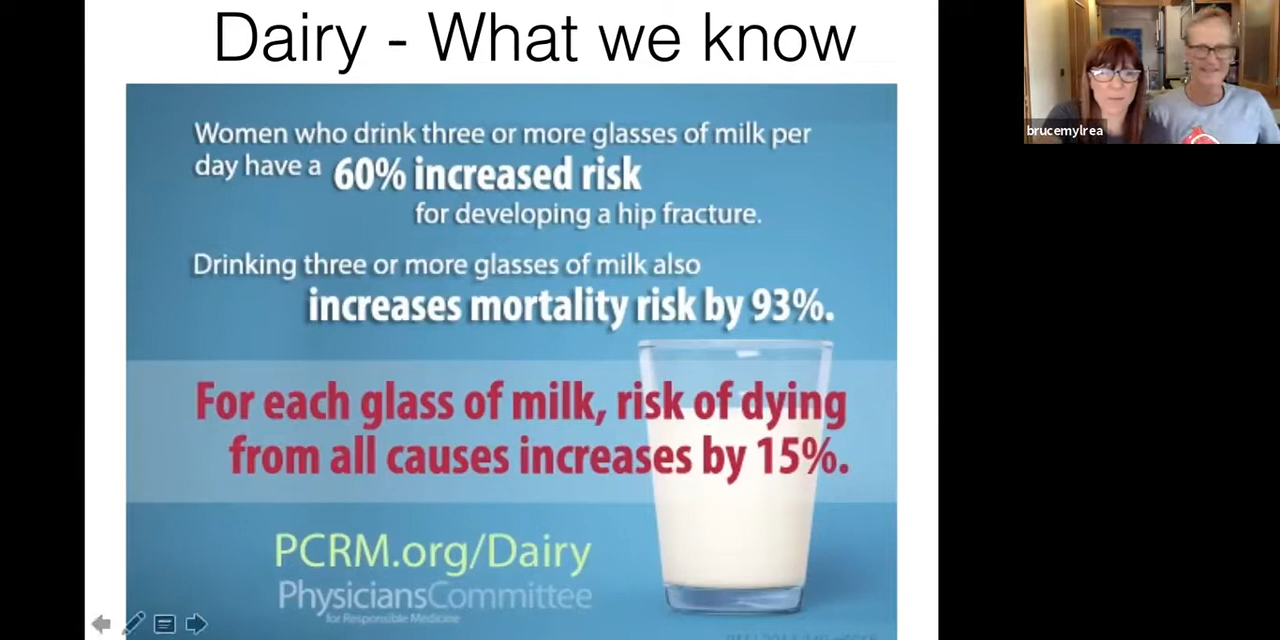 Dairy - What we know
Women who drink three or more glasses of milk per
day have a 60% increased risk
for developing a hip fracture.
Drinking three or more glasses of milk also
increases mortality risk by 93%.
For each glass of milk, risk of dying
from all causes increases by 15%.
PCRM.org/Dairy
PhysiciansCommittee
for Responsible Medicine
brucemylrea